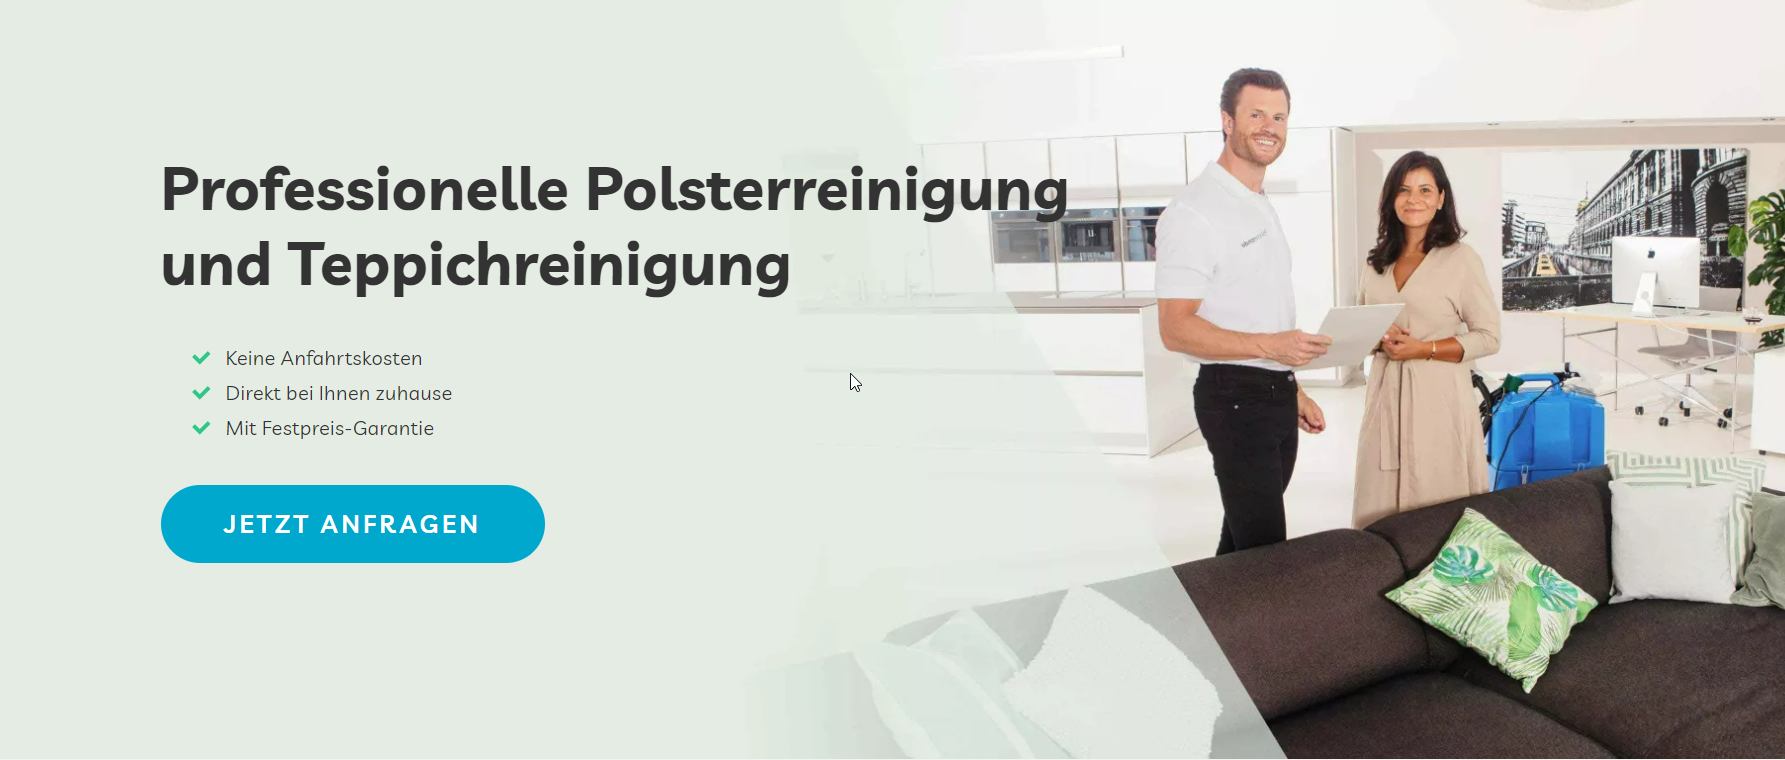 Professionelle Polsterreinigung
und Teppichreinigung
Keine Anfahrtskosten
Direkt bei Ihnen zuhause
Mit Festpreis-Garantie
JETZT ANFRAGEN